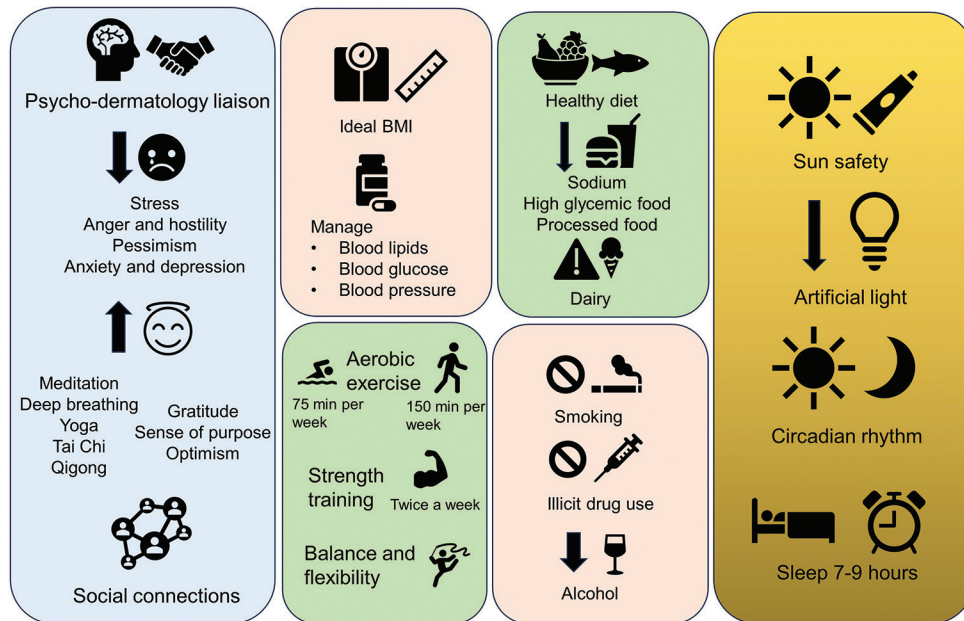 Psycho-dermatology liaison
Stress
Anger and hostility
Pessimism
Anxiety and depression
Meditation
Deep breathing
Yoga
Tai Chi
Qigong
Gratitude
Sense of purpose
Optimism
Social connections
Ideal BMI
Manage
• Blood lipids
• Blood glucose
• Blood pressure
Healthy diet
Sodium
High glycemic food
Processed food
Dairy
Aerobic
exercise
75 min per
week
150 min per
week
Strength
training
Twice a week
Balance and
flexibility
Smoking
Illicit drug use
Alcohol
Sun safety
Artificial light
Circadian rhythm
Sleep 7-9 hours